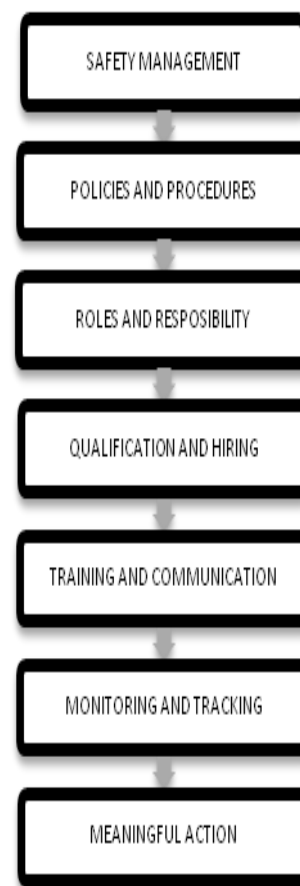 SAFETY MANAGEMENT
POLICIES AND PROCEDURES
ROLES AND RESPOSIBILITY
QUALIFICATION AND HIRING
TRAINING AND COMMUNICATION
MONITORING AND TRACKING
MEANINGFUL ACTION